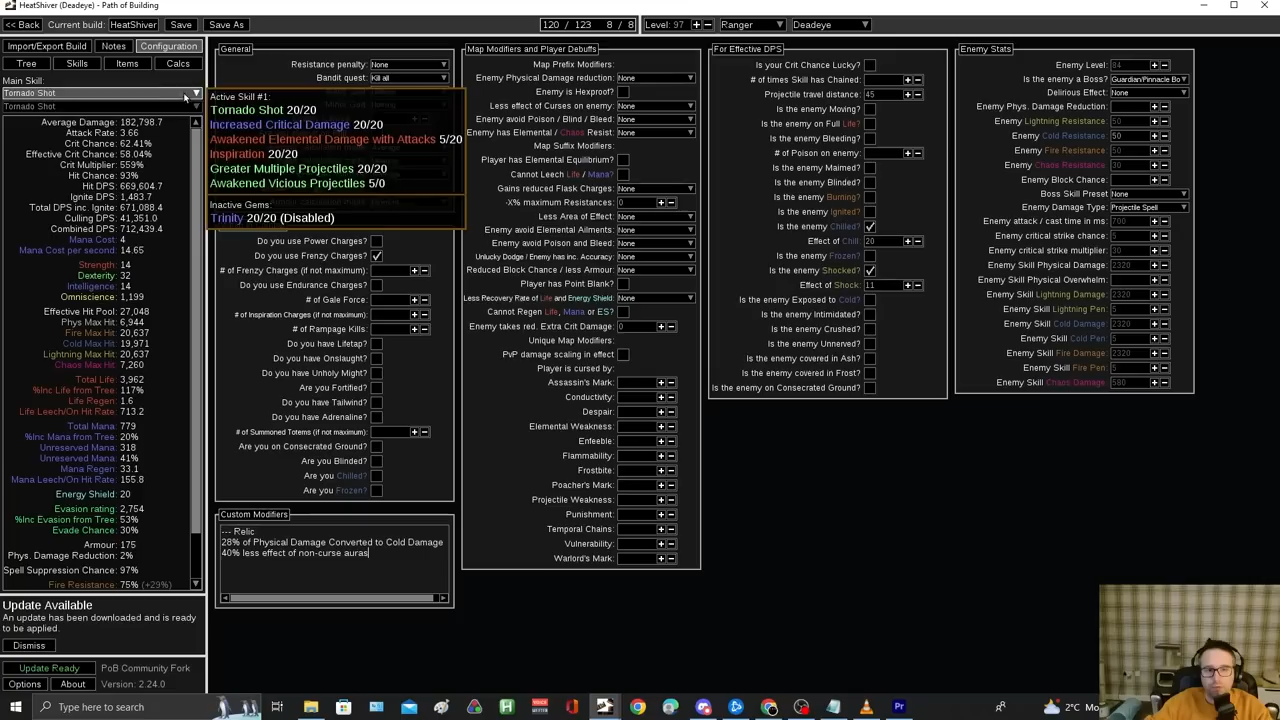 HeatShiver (Deadeye) - Path of Building
<< Back
Current build: HeatShiver
Save
Save As
120 / 123 8 / 8
Level: 97
Ranger
Deadeye
Import/Export Build
Notes
Configuration
Tree
Skills
Items
Calcs
Main Skill:
Tornado Shot
Tornado Shot
Average Damage: 182,798.7
Attack Rate: 3.66
Crit Chance: 62.41%
Effective Crit Chance: 58.04%
Crit Multiplier: 559%
Hit Chance: 93%
Hit DPS: 669,604.7
Ignite DPS: 1,483.7
Total DPS inc. Ignite: 671,088.4
Culling DPS: 41,351.0
Combined DPS: 712,439.4
Mana Cost: 4
Mana Cost per second: 14.65
Strength: 14
Dexterity: 32
Intelligence: 14
Omniscience: 1,199
Effective Hit Pool: 27,048
Phys Max Hit: 6,944
Fire Max Hit: 20,637
Cold Max Hit: 19,971
Lightning Max Hit: 20,637
Chaos Max Hit: 7,260
Total Life: 3,962
%Inc Life from Tree: 117%
Life Regen: 1.6
Life Leech/On Hit Rate: 713.2
Total Mana: 779
%Inc Mana from Tree: 20%
Unreserved Mana: 318
Unreserved Mana: 41%
Mana Regen: 33.1
Mana Leech/On Hit Rate: 155.8
Energy Shield: 20
Evasion rating: 2,754
%Inc Evasion from Tree: 53%
Evade Chance: 30%
Armour: 175
Phys. Damage Reduction: 2%
Spell Suppression Chance: 97%
Fire Resistance: 75% (+29%)
Update Available
An update has been downloaded and is ready to be applied.
Dismiss
Update Ready
PoB Community Fork
Options
About
Version: 2.24.0
General
Resistance penalty: None
Bandit quest: Kill all
Active Skill #1:
Tornado Shot 20/20
Increased Critical Damage 20/20
Awakened Elemental Damage with Attacks 5/20
Inspiration 20/20
Greater Multiple Projectiles 20/20
Awakened Vicious Projectiles 5/0
Inactive Gems:
Trinity 20/20 (Disabled)
Do you use Power Charges?
Do you use Frenzy Charges?
# of Frenzy Charges (if not maximum):
Do you use Endurance Charges?
# of Gale Force:
# of Inspiration Charges (if not maximum):
# of Rampage Kills:
Do you have Lifetap?
Do you have Onslaught?
Do you have Unholy Might?
Are you Fortified?
Do you have Tailwind?
Do you have Adrenaline?
# of Summoned Totems (if not maximum):
Are you on Consecrated Ground?
Are you Blinded?
Are you Chilled?
Are you Frozen?
Custom Modifiers
--- Relic
28% of Physical Damage Converted to Cold Damage
40% less effect of non-curse auras
Map Modifiers and Player Debuffs
Map Prefix Modifiers:
Enemy Physical Damage reduction: None
Enemy is Hexproof?
Less effect of Curses on enemy: None
Enemy avoid Poison / Blind / Bleed: None
Enemy has Elemental / Chaos Resist: None
Map Suffix Modifiers:
Player has Elemental Equilibrium?
Cannot Leech Life / Mana?
Gains reduced Flask Charges: None
-X% maximum Resistances: 0
Less Area of Effect: None
Enemy avoid Elemental Ailments: None
Enemy avoid Poison and Bleed: None
Unlucky Dodge / Enemy has inc. Accuracy: None
Reduced Block Chance / less Armour: None
Player has Point Blank?
Less Recovery Rate of Life and Energy Shield: None
Cannot Regen Life, Mana or ES?
Enemy takes red. Extra Crit Damage: 0
Unique Map Modifiers:
PvP damage scaling in effect
Player is cursed by:
Assassin's Mark:
Conductivity:
Despair:
Elemental Weakness:
Enfeeble:
Flammability:
Frostbite:
Poacher's Mark:
Projectile Weakness:
Punishment:
Temporal Chains:
Vulnerability:
Warlord's Mark:
For Effective DPS
Is your Crit Chance Lucky?
# of times Skill has Chained:
Projectile travel distance: 45
Is the enemy Moving?
Is the enemy on Full Life?
Is the enemy Bleeding?
# of Poison on enemy:
Is the enemy Maimed?
Is the enemy Blinded?
Is the enemy Burning?
Is the enemy Ignited?
Is the enemy Chilled?
Effect of Chill: 20
Is the enemy Frozen?
Is the enemy Shocked?
Effect of Shock: 11
Is the enemy Exposed to Cold?
Is the enemy Intimidated?
Is the enemy Crushed?
Is the enemy Unnerved?
Is the enemy covered in Ash?
Is the enemy covered in Frost?
Is the enemy on Consecrated Ground?
Enemy Stats
Enemy Level: 84
Is the enemy a Boss? Guardian/Pinnacle Bo
Delirious Effect: None
Enemy Phys. Damage Reduction:
Enemy Lightning Resistance: 50
Enemy Cold Resistance: 50
Enemy Fire Resistance: 50
Enemy Chaos Resistance: 30
Enemy Block Chance:
Boss Skill Preset None
Enemy Damage Type: Projectile Spell
Enemy attack / cast time in ms: 700
Enemy critical strike chance: 5
Enemy critical strike multiplier: 30
Enemy Skill Physical Damage: 2320
Enemy Skill Physical Overwhelm:
Enemy Skill Lightning Damage: 2320
Enemy Skill Lightning Pen: 5
Enemy Skill Cold Damage: 2320
Enemy Skill Cold Pen: 5
Enemy Skill Fire Damage: 2320
Enemy Skill Fire Pen: 5
Enemy Skill Chaos Damage: 580
Type here to search
2°C